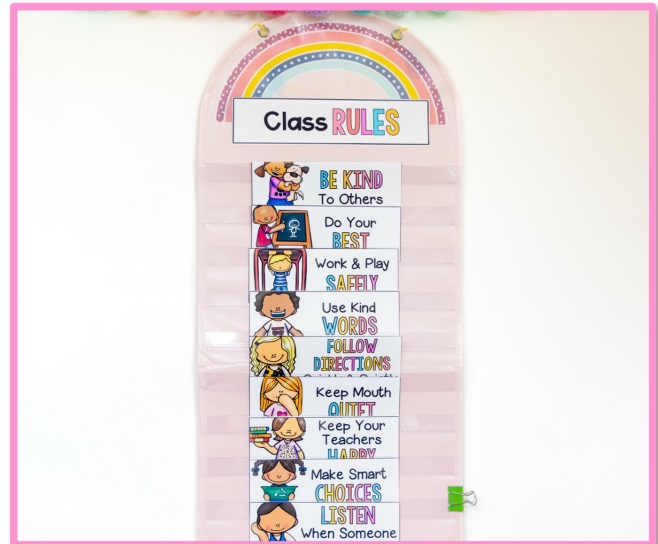 Class RULES
BE KIND
To Others
Do Your
BEST
Work & Play
SAFELY
Use Kind
WORDS
FOLLOW
DIRECTIONS
Keep Mouth
QUIET
Keep Your
Teachers
HAPPY
Make Smart
CHOICES
LISTEN
When Someone